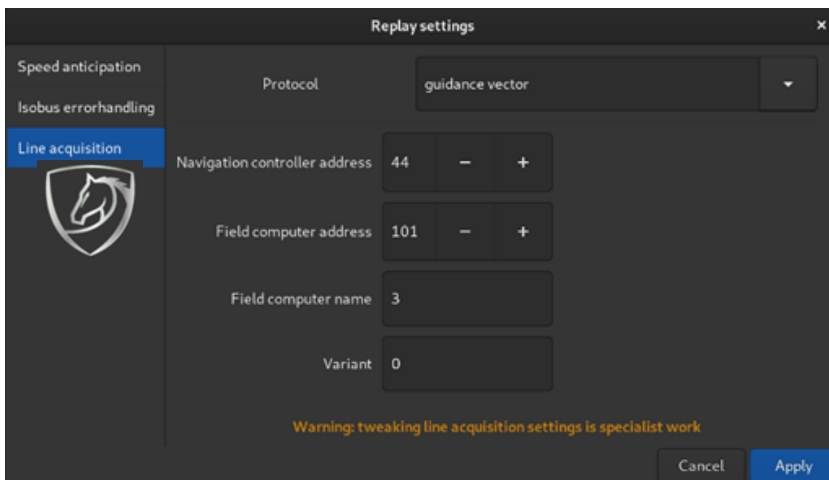 Replay settings ×
Speed anticipation
Isobus errorhandling
Line acquisition
Protocol guidance vector
Navigation controller address 44 − +
Field computer address 101 − +
Field computer name 3
Variant 0
Warning: tweaking line acquisition settings is specialist work
Cancel Apply